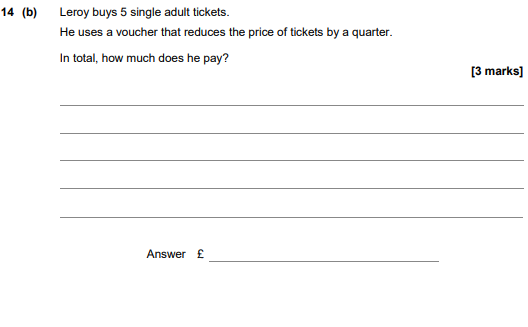 14 (b) Leroy buys 5 single adult tickets.
He uses a voucher that reduces the price of tickets by a quarter.
In total, how much does he pay?
[3 marks]
Answer £